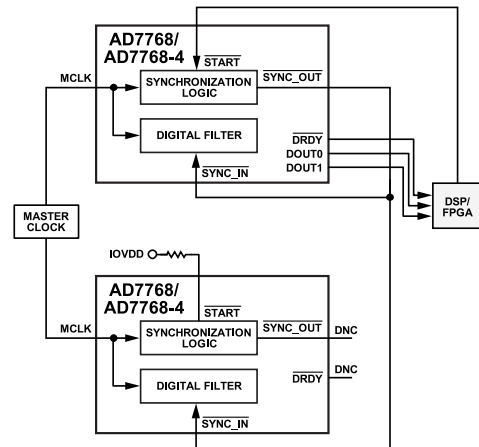 AD7768/
AD7768-4
START
MCLK
SYNCHRONIZATION
LOGIC
SYNC_OUT
DIGITAL FILTER
DRDY
DOUT0
DOUT1
SYNC_IN
DSP/
FPGA
MASTER
CLOCK
IOVDD
AD7768/
AD7768-4
START
MCLK
SYNCHRONIZATION
LOGIC
SYNC_OUT
DNC
DIGITAL FILTER
DRDY
DNC
SYNC_IN